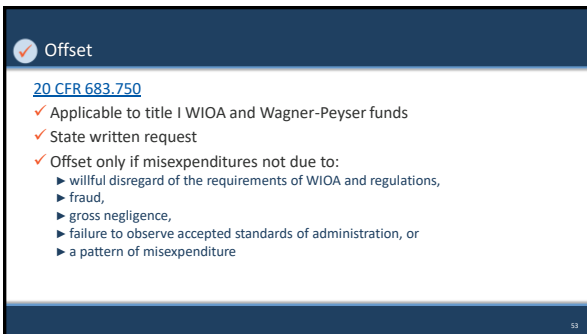 Offset
20 CFR 683.750
✓ Applicable to title I WIOA and Wagner-Peyser funds
✓ State written request
✓ Offset only if misexpenditures not due to:
► willful disregard of the requirements of WIOA and regulations,
► fraud,
► gross negligence,
► failure to observe accepted standards of administration, or
► a pattern of misexpenditure
53